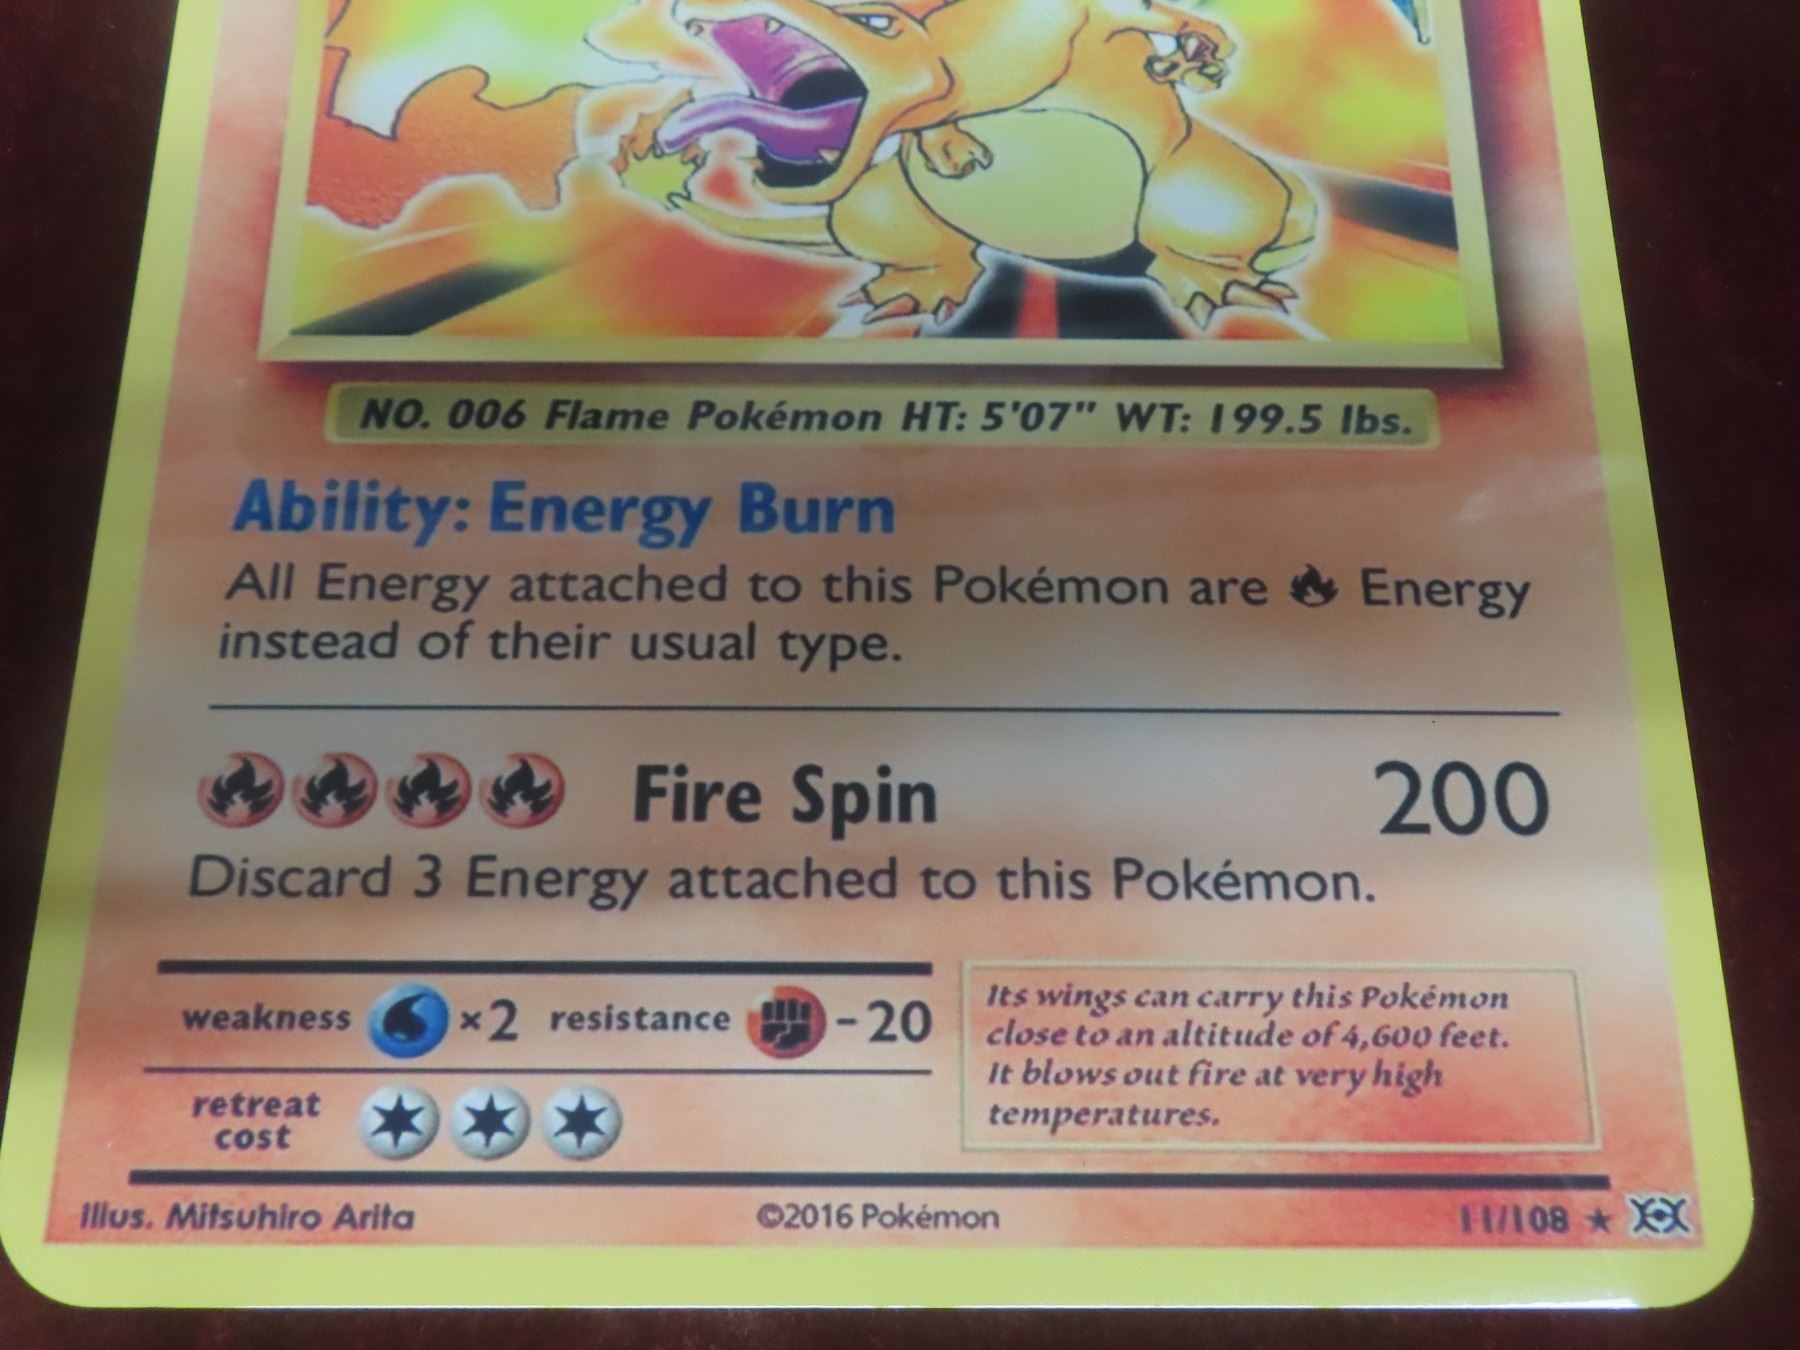 NO. 006 Flame Pokémon HT: 5'07" WT: 199.5 lbs.
Ability: Energy Burn
All Energy attached to this Pokémon are Energy
instead of their usual type.
Fire Spin 200
Discard 3 Energy attached to this Pokémon.
weakness ×2 resistance -20
Its wings can carry this Pokémon
close to an altitude of 4,600 feet.
It blows out fire at very high
temperatures.
retreat
cost
Illus. Mitsuhiro Arita ©2016 Pokémon 11/108 ★